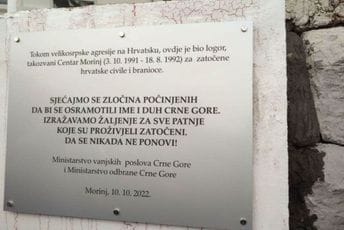 Tokom velikosrpske agresije na Hrvatsku, ovdje je bio logor,
takozvani Centar Morinj (3. 10. 1991 - 18. 8. 1992) za zatočene
hrvatske civile i branioce.
SJEĆAJMO SE ZLOČINA POČINJENIH
DA BI SE OSRAMOTILI IME I DUH CRNE GORE.
IZRAŽAVAMO ŽALJENJE ZA SVE PATNJE
KOJE SU PROŽIVJELI ZATOČENI.
DA SE NIKADA NE PONOVI!
Ministarstvo vanjskih poslova Crne Gore
i Ministarstvo odbrane Crne Gore
Morinj, 10. 10. 2022.